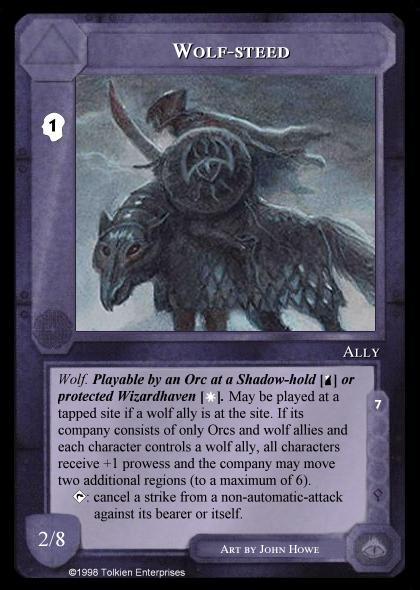 WOLF-STEED
1
ALLY
Wolf. Playable by an Orc at a Shadow-hold [] or
protected Wizardhaven []. May be played at a
tapped site if a wolf ally is at the site. If its
company consists of only Orcs and wolf allies and
each character controls a wolf ally, all characters
receive +1 prowess and the company may move
two additional regions (to a maximum of 6).
: cancel a strike from a non-automatic-attack
against its bearer or itself.
7
2/8
ART BY JOHN HOWE
©1998 Tolkien Enterprises